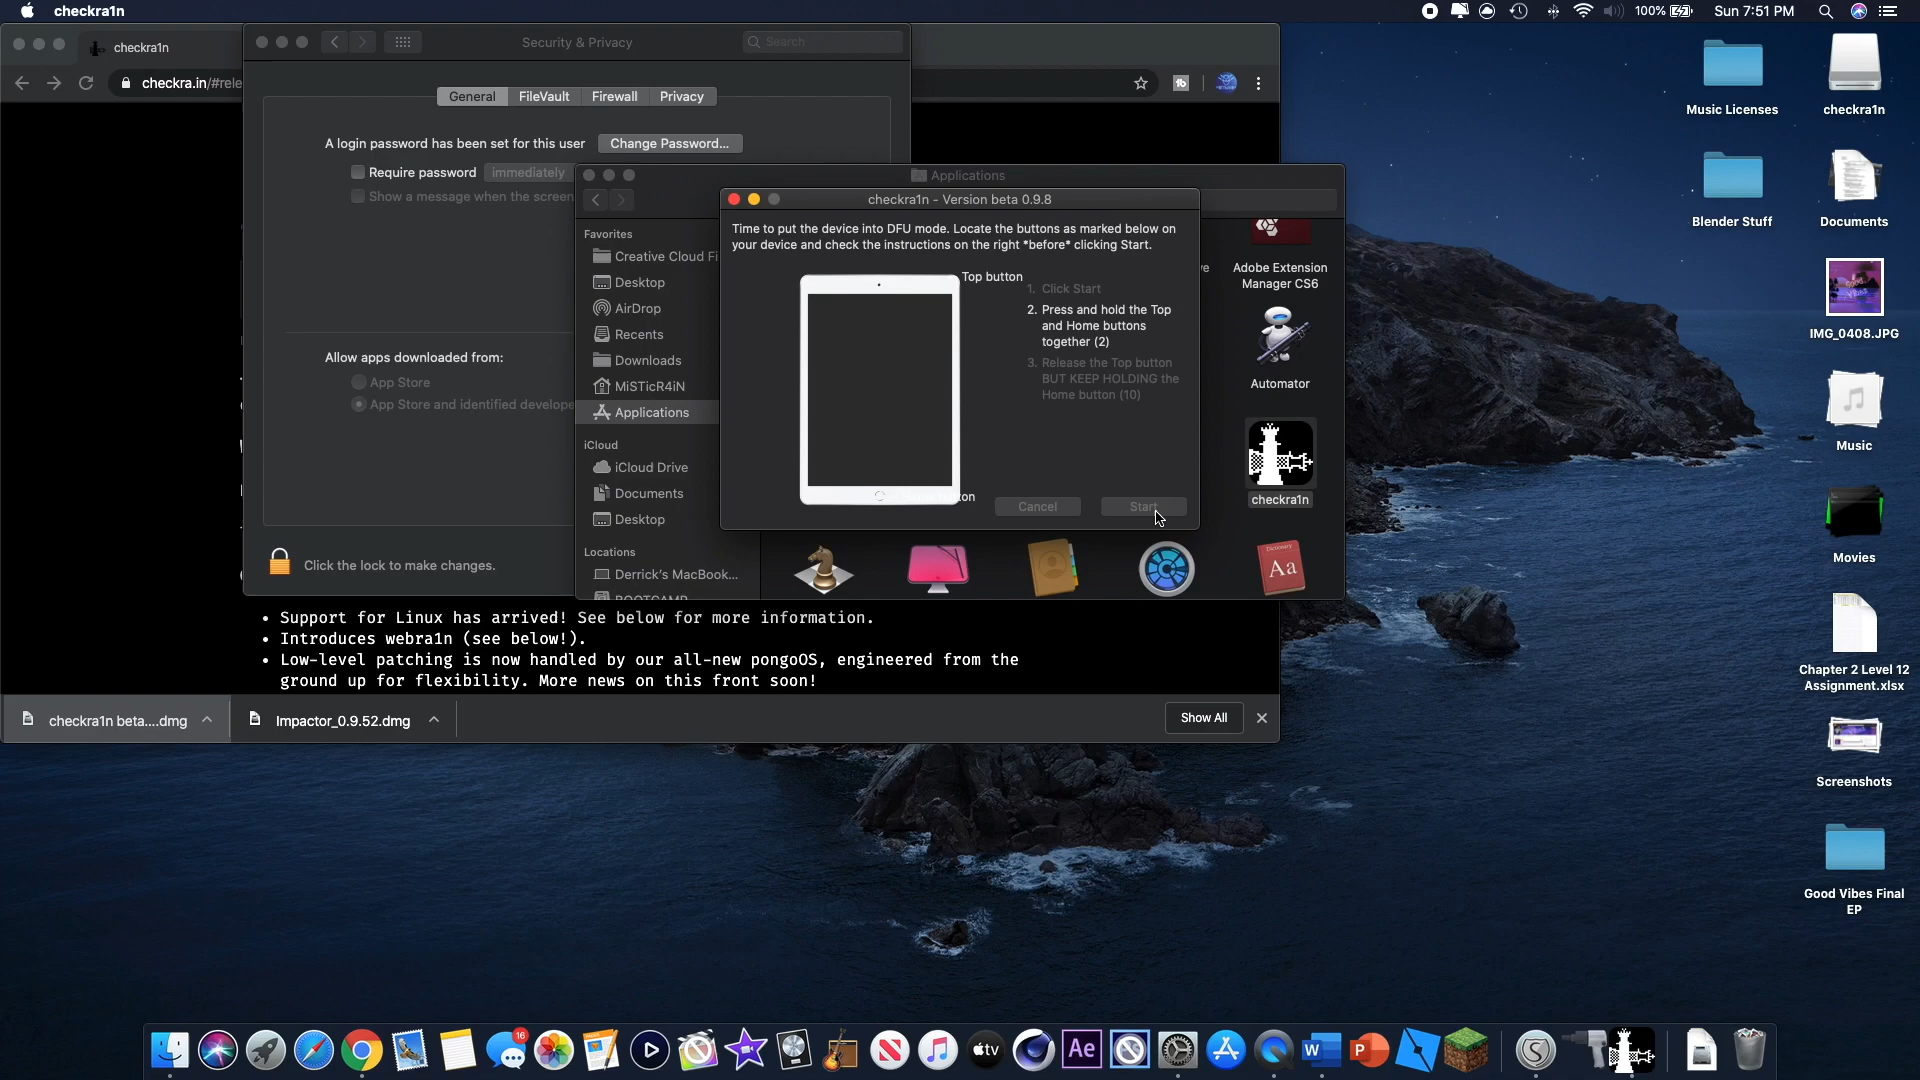 checkra1n
100%
Sun 7:51 PM
checkra1n
Security & Privacy
Search
checkra.in/#rele
General
FileVault
Firewall
Privacy
A login password has been set for this user
Change Password...
Require password
immediately
Show a message when the screen
Applications
checkra1n - Version beta 0.9.8
Time to put the device into DFU mode. Locate the buttons as marked below on
your device and check the instructions on the right *before* clicking Start.
Top button
1. Click Start
2. Press and hold the Top
and Home buttons
together (2)
3. Release the Top button
BUT KEEP HOLDING the
Home button (10)
Cancel
Start
Favorites
Creative Cloud Fi
Desktop
AirDrop
Recents
Downloads
MiSTicR4iN
Applications
iCloud
iCloud Drive
Documents
Desktop
Locations
Derrick's MacBook...
BOOTCAMP
Adobe Extension
Manager CS6
Automator
checkra1n
Dictionary
Aa
Allow apps downloaded from:
App Store
App Store and identified develope
Click the lock to make changes.
• Support for Linux has arrived! See below for more information.
• Introduces webra1n (see below!).
• Low-level patching is now handled by our all-new pongoOS, engineered from the
ground up for flexibility. More news on this front soon!
checkra1n beta....dmg
Impactor_0.9.52.dmg
Show All
Music Licenses
checkra1n
Blender Stuff
Documents
IMG_0408.JPG
Music
Movies
Chapter 2 Level 12
Assignment.xlsx
Screenshots
Good Vibes Final
EP
16
tv
Ae
W
P